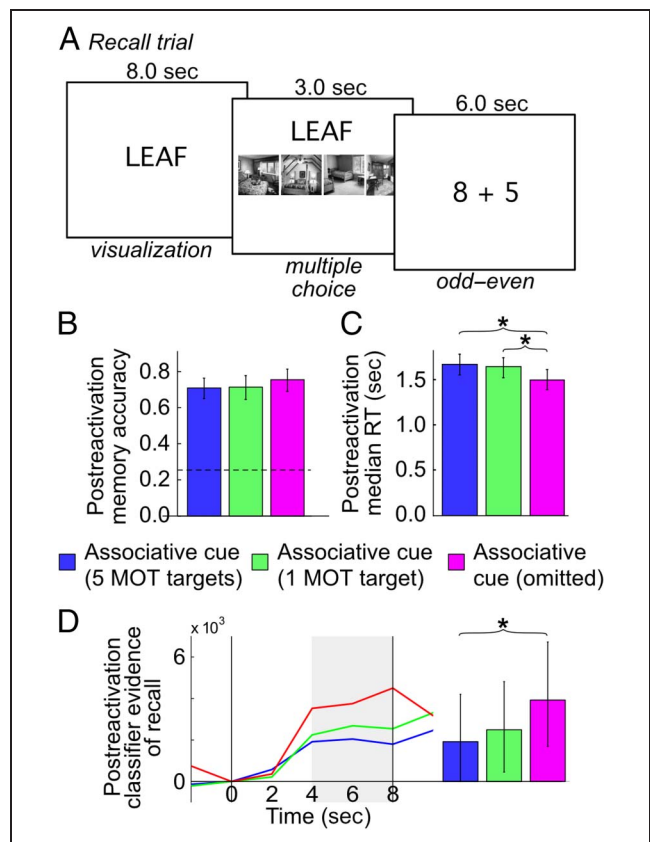 A Recall trial
8.0 sec
3.0 sec
6.0 sec
LEAF
LEAF
8 + 5
visualization
multiple
choice
odd–even
B
C
Postreactivation
memory accuracy
0.8
0.6
0.4
0.2
0.0
Postreactivation
median RT (sec)
1.5
1.0
0.5
0.0
*
*
Associative cue
(5 MOT targets)
Associative cue
(1 MOT target)
Associative
cue (omitted)
D
Postreactivation
classifier evidence
of recall
x 10³
6
0
0 2 4 6 8
Time (sec)
*